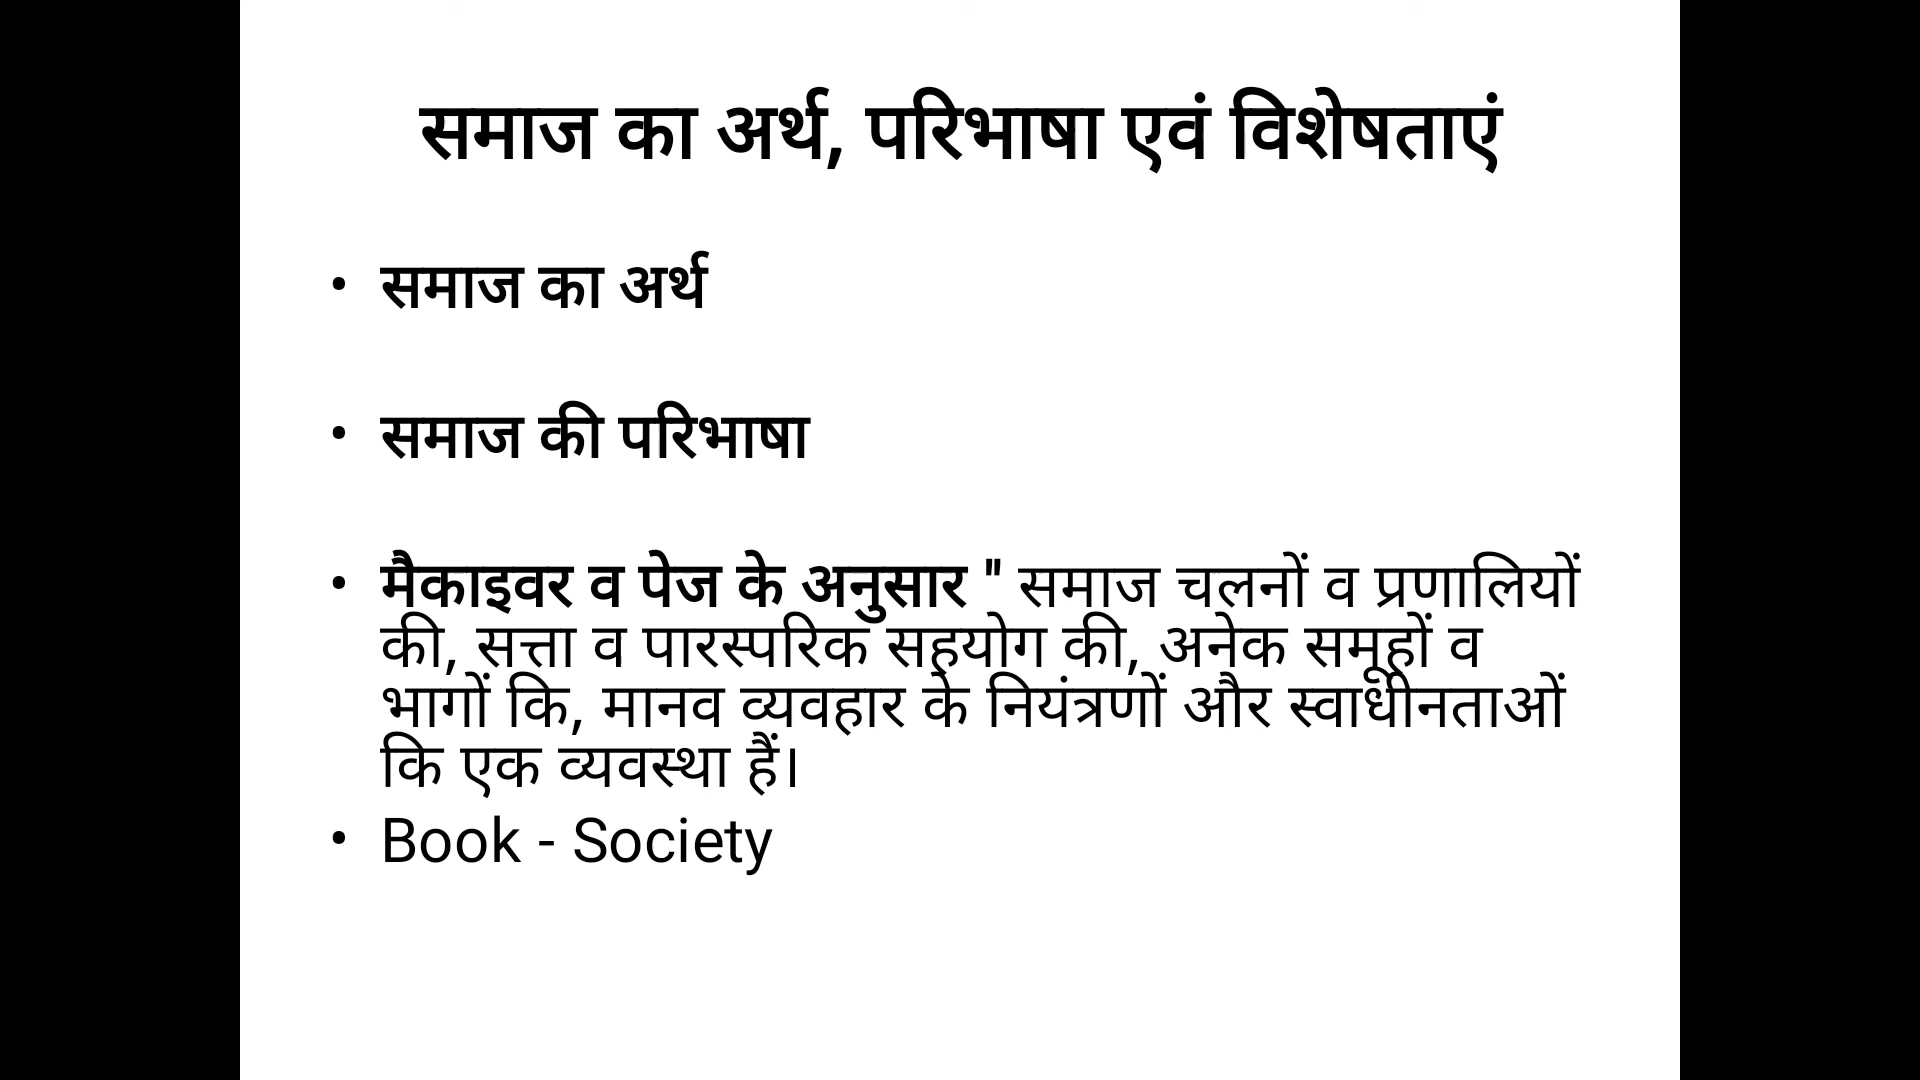 समाज का अर्थ, परिभाषा एवं विशेषताएं
• समाज का अर्थ
• समाज की परिभाषा
• मैकाइवर व पेज के अनुसार " समाज चलनों व प्रणालियों
की, सत्ता व पारस्परिक सहयोग की, अनेक समूहों व
भागों कि, मानव व्यवहार के नियंत्रणों और स्वाधीनताओं
कि एक व्यवस्था हैं।
• Book - Society